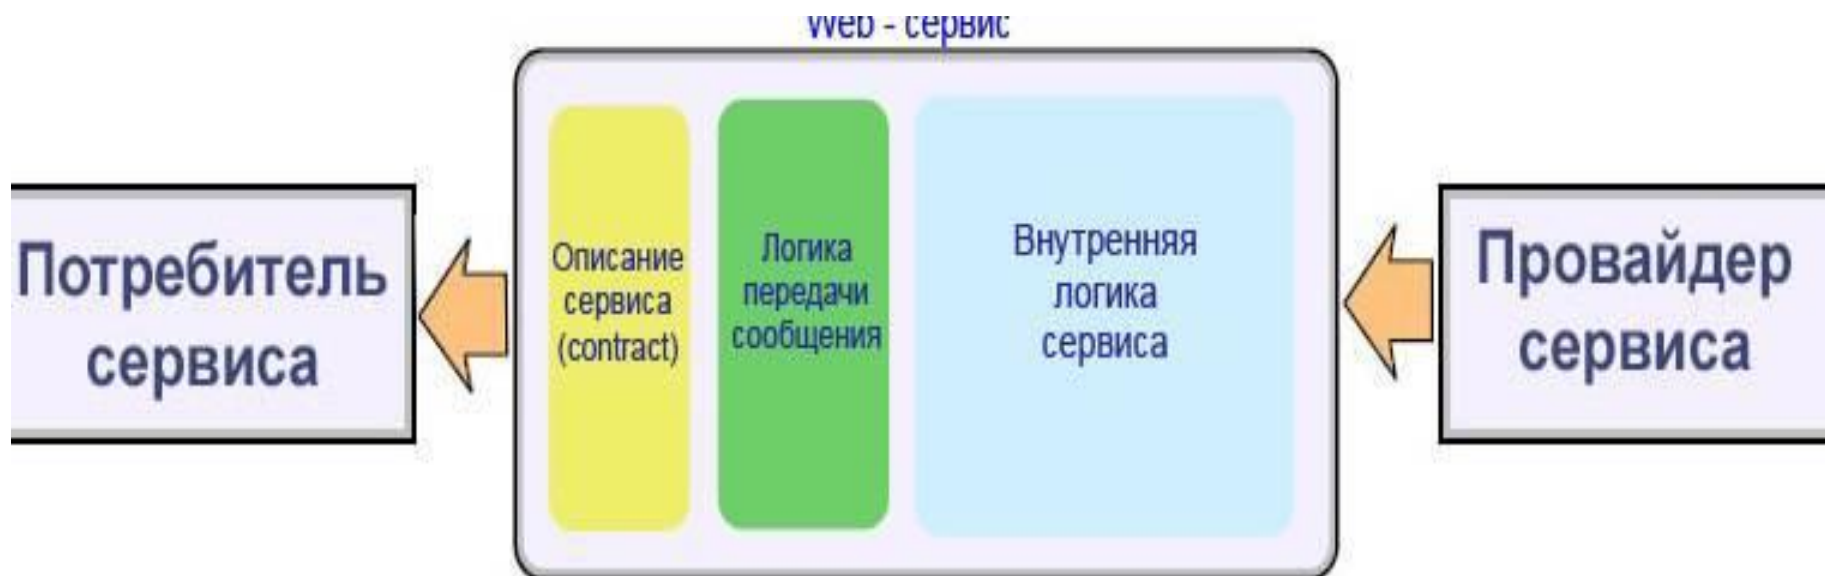 Web - сервис
Потребитель
сервиса
Описание
сервиса
(contract)
Логика
передачи
сообщения
Внутренняя
логика
сервиса
Провайдер
сервиса